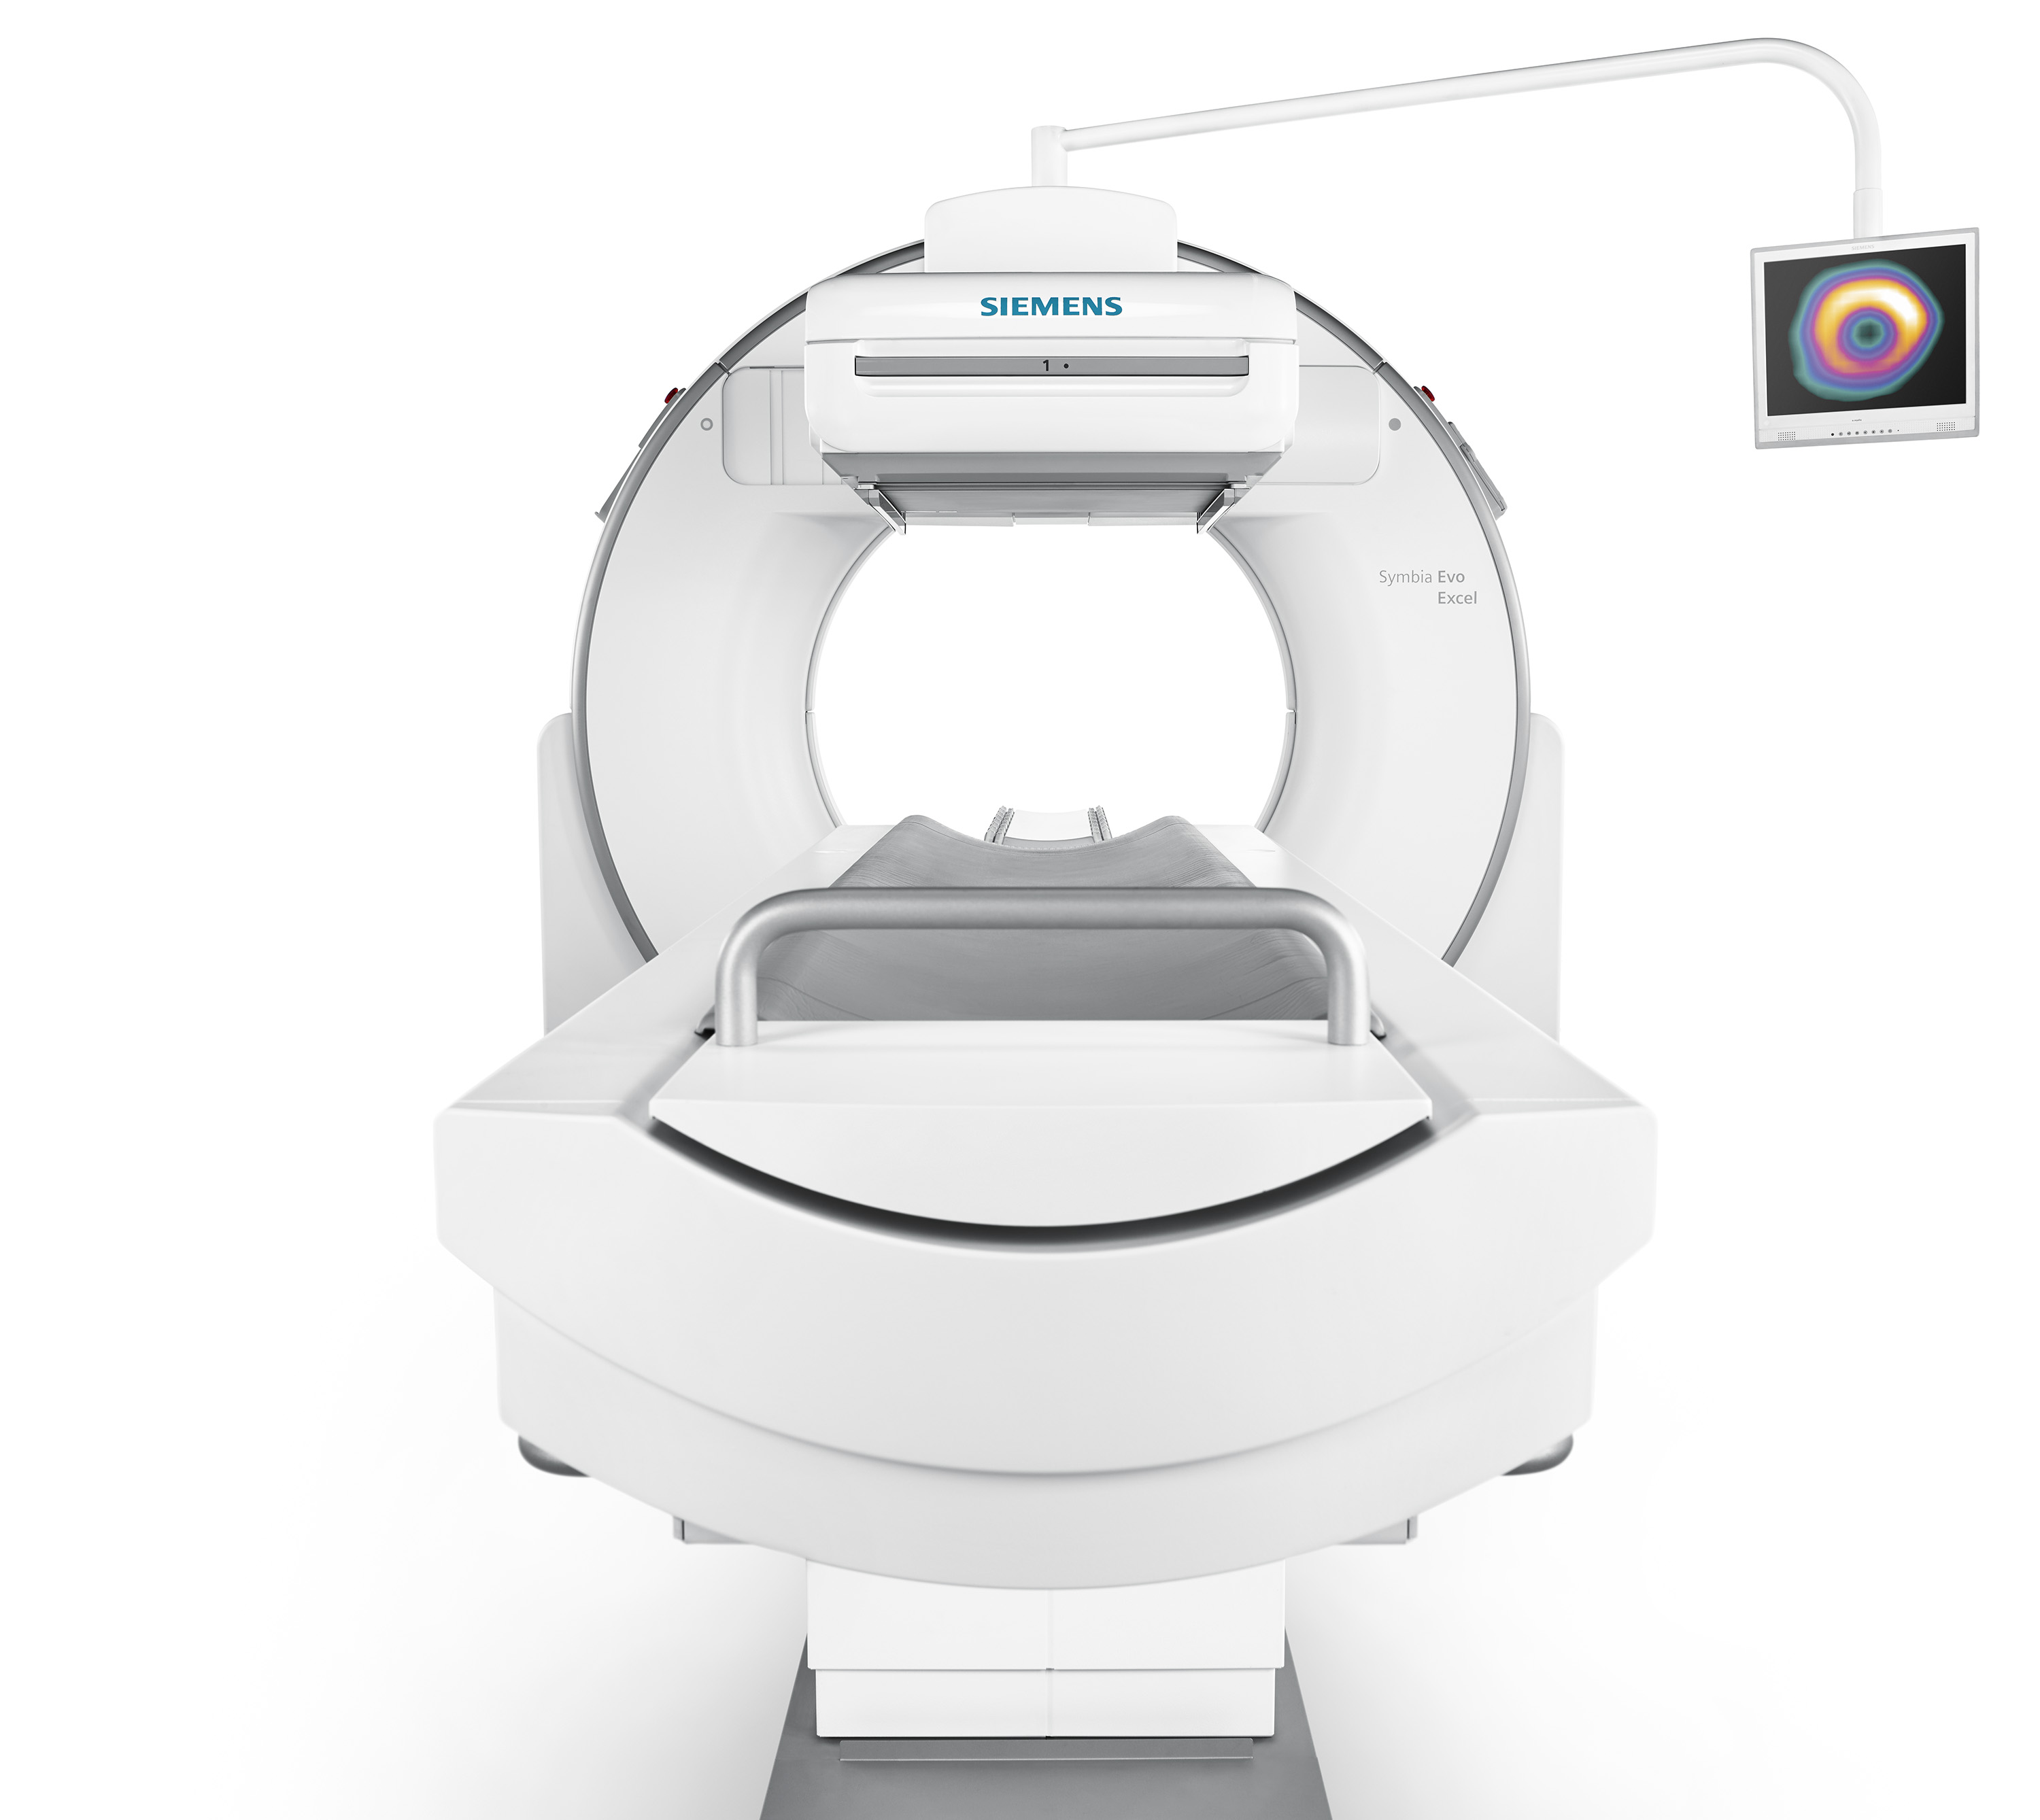 SIEMENS
1 •
Symbia Evo
Excel